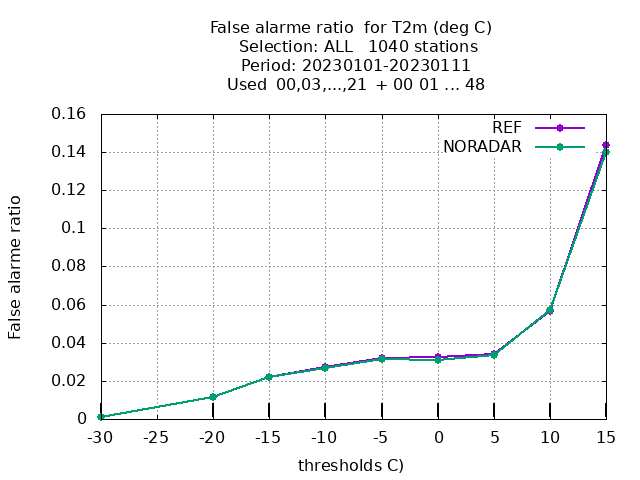 False alarme ratio  for T2m (deg C)
Selection: ALL   1040 stations
Period: 20230101-20230111
Used  00,03,...,21  + 00 01 ... 48
0.16
0.14
0.12
0.1
0.08
0.06
0.04
0.02
0
False alarme ratio
REF
NORADAR
-30 -25 -20 -15 -10 -5 0 5 10 15
thresholds C)